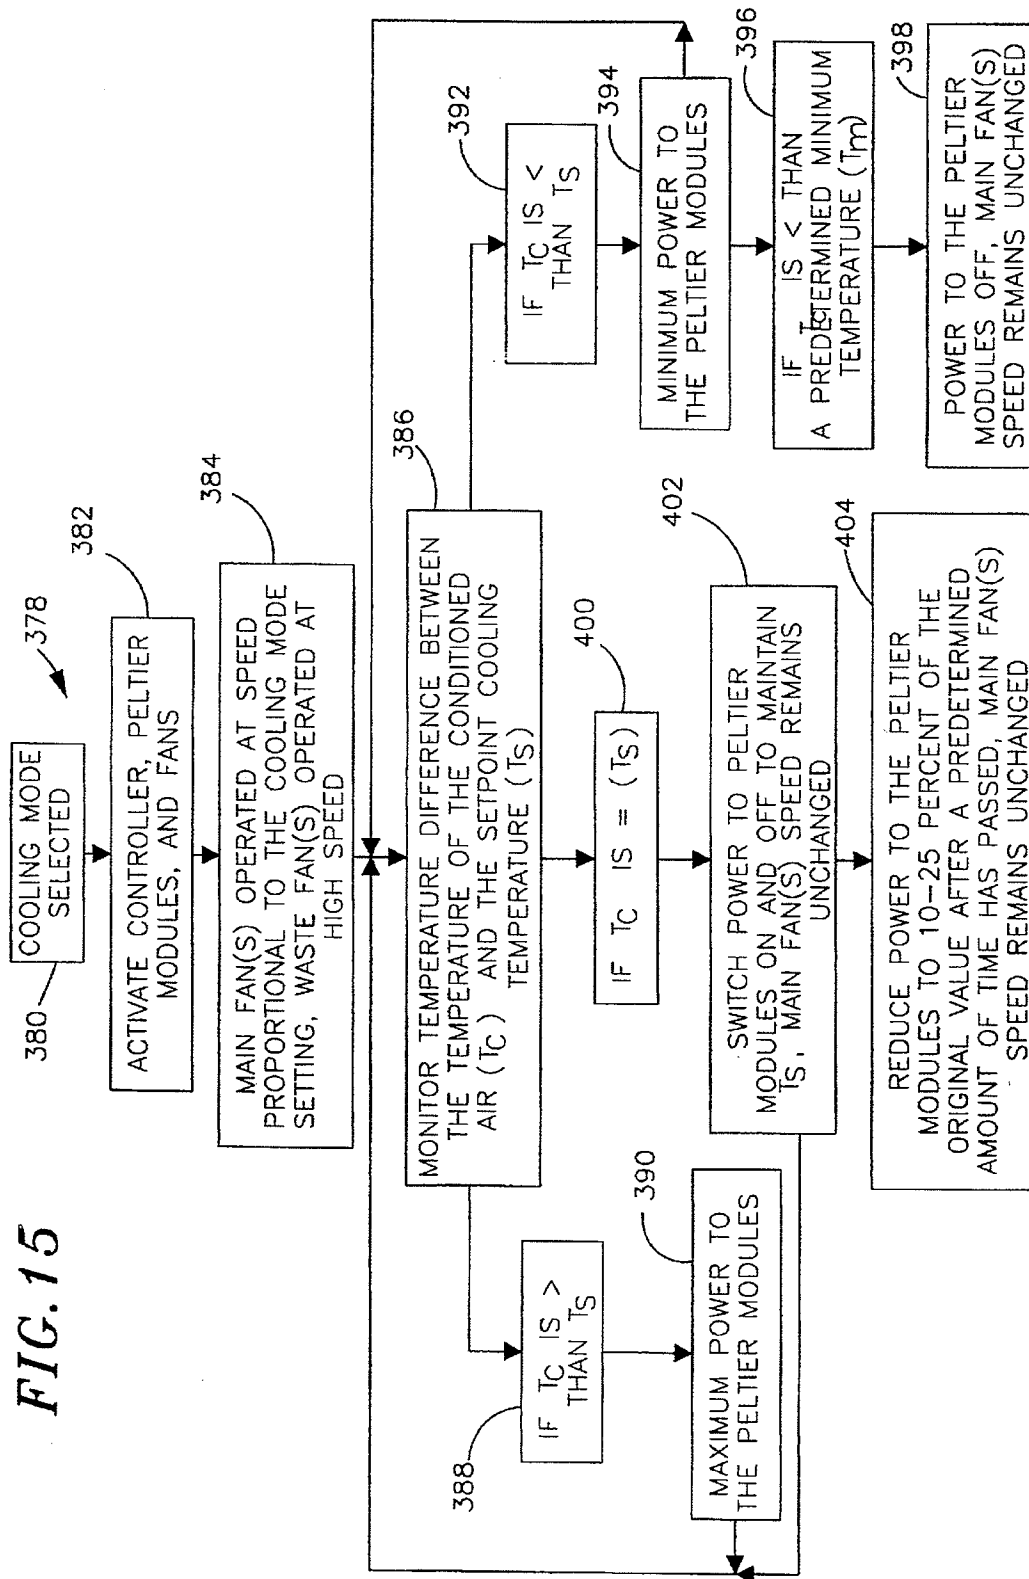 FIG. 15
378
COOLING MODE
SELECTED
380
382
ACTIVATE CONTROLLER, PELTIER
MODULES, AND FANS
384
MAIN FAN(S) OPERATED AT SPEED
PROPORTIONAL TO THE COOLING MODE
SETTING, WASTE FAN(S) OPERATED AT
HIGH SPEED
386
MONITOR TEMPERATURE DIFFERENCE BETWEEN
THE TEMPERATURE OF THE CONDITIONED
AIR (TC) AND THE SETPOINT COOLING
TEMPERATURE (TS)
388
IF TC IS >
THAN TS
390
MAXIMUM POWER TO
THE PELTIER MODULES
400
IF TC IS = (TS)
402
SWITCH POWER TO PELTIER
MODULES ON AND OFF TO MAINTAIN
TS, MAIN FAN(S) SPEED REMAINS
UNCHANGED
404
REDUCE POWER TO THE PELTIER
MODULES TO 10-25 PERCENT OF THE
ORIGINAL VALUE AFTER A PREDETERMINED
AMOUNT OF TIME HAS PASSED, MAIN FAN(S)
SPEED REMAINS UNCHANGED
392
IF TC IS <
THAN TS
394
MINIMUM POWER TO
THE PELTIER MODULES
396
IF TC IS < THAN
A PREDETERMINED MINIMUM
TEMPERATURE (Tm)
398
POWER TO THE PELTIER
MODULES OFF, MAIN FAN(S)
SPEED REMAINS UNCHANGED